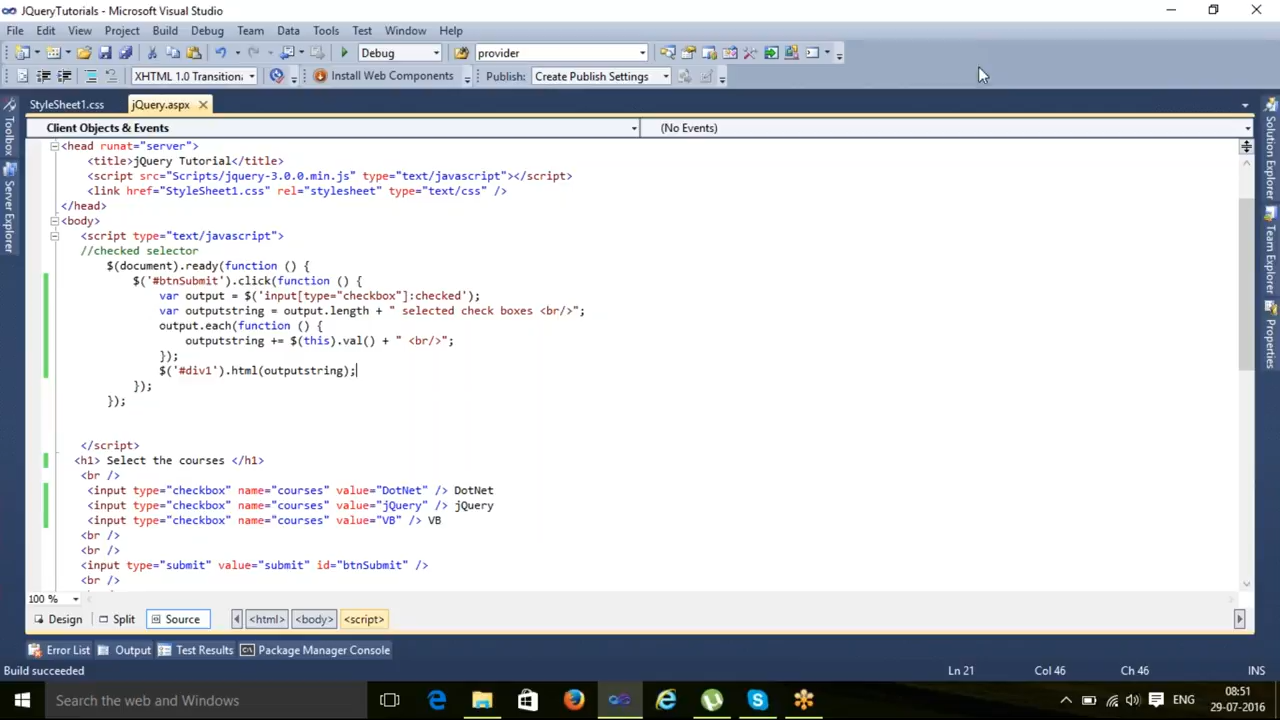 JQueryTutorials - Microsoft Visual Studio
File Edit View Project Build Debug Team Data Tools Test Window Help
Debug provider
XHTML 1.0 Transition Install Web Components Publish: Create Publish Settings
StyleSheet1.css jQuery.aspx
Client Objects & Events (No Events)
<head runat="server">
<title>jQuery Tutorial</title>
<script src="Scripts/jquery-3.0.0.min.js" type="text/javascript"></script>
<link href="StyleSheet1.css" rel="stylesheet" type="text/css" />
</head>
<body>
<script type="text/javascript">
//checked selector
$(document).ready(function () {
$('#btnSubmit').click(function () {
var output = $('input[type="checkbox"]:checked');
var outputstring = output.length + " selected check boxes <br/>";
output.each(function () {
outputstring += $(this).val() + " <br/>";
});
$('#div1').html(outputstring);
});
});
</script>
<h1> Select the courses </h1>
<br />
<input type="checkbox" name="courses" value="DotNet" /> DotNet
<input type="checkbox" name="courses" value="jQuery" /> jQuery
<input type="checkbox" name="courses" value="VB" /> VB
<br />
<br />
<input type="submit" value="submit" id="btnSubmit" />
<br />
100 %
Design Split Source <html> <body> <script>
Error List Output Test Results Package Manager Console
Build succeeded Ln 21 Col 46 Ch 46 INS
Search the web and Windows ENG 08:51
29-07-2016
Toolbox
Server Explorer
Solution Explorer
Team Explorer
Properties